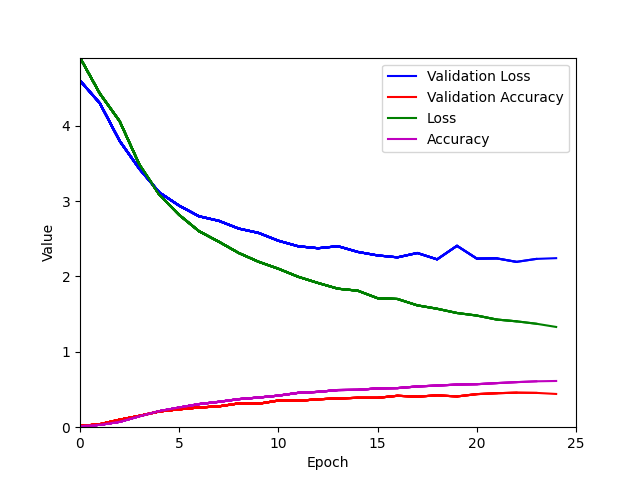 Validation Loss
Validation Accuracy
Loss
Accuracy
4
3
2
1
0
Value
0 5 10 15 20 25
Epoch